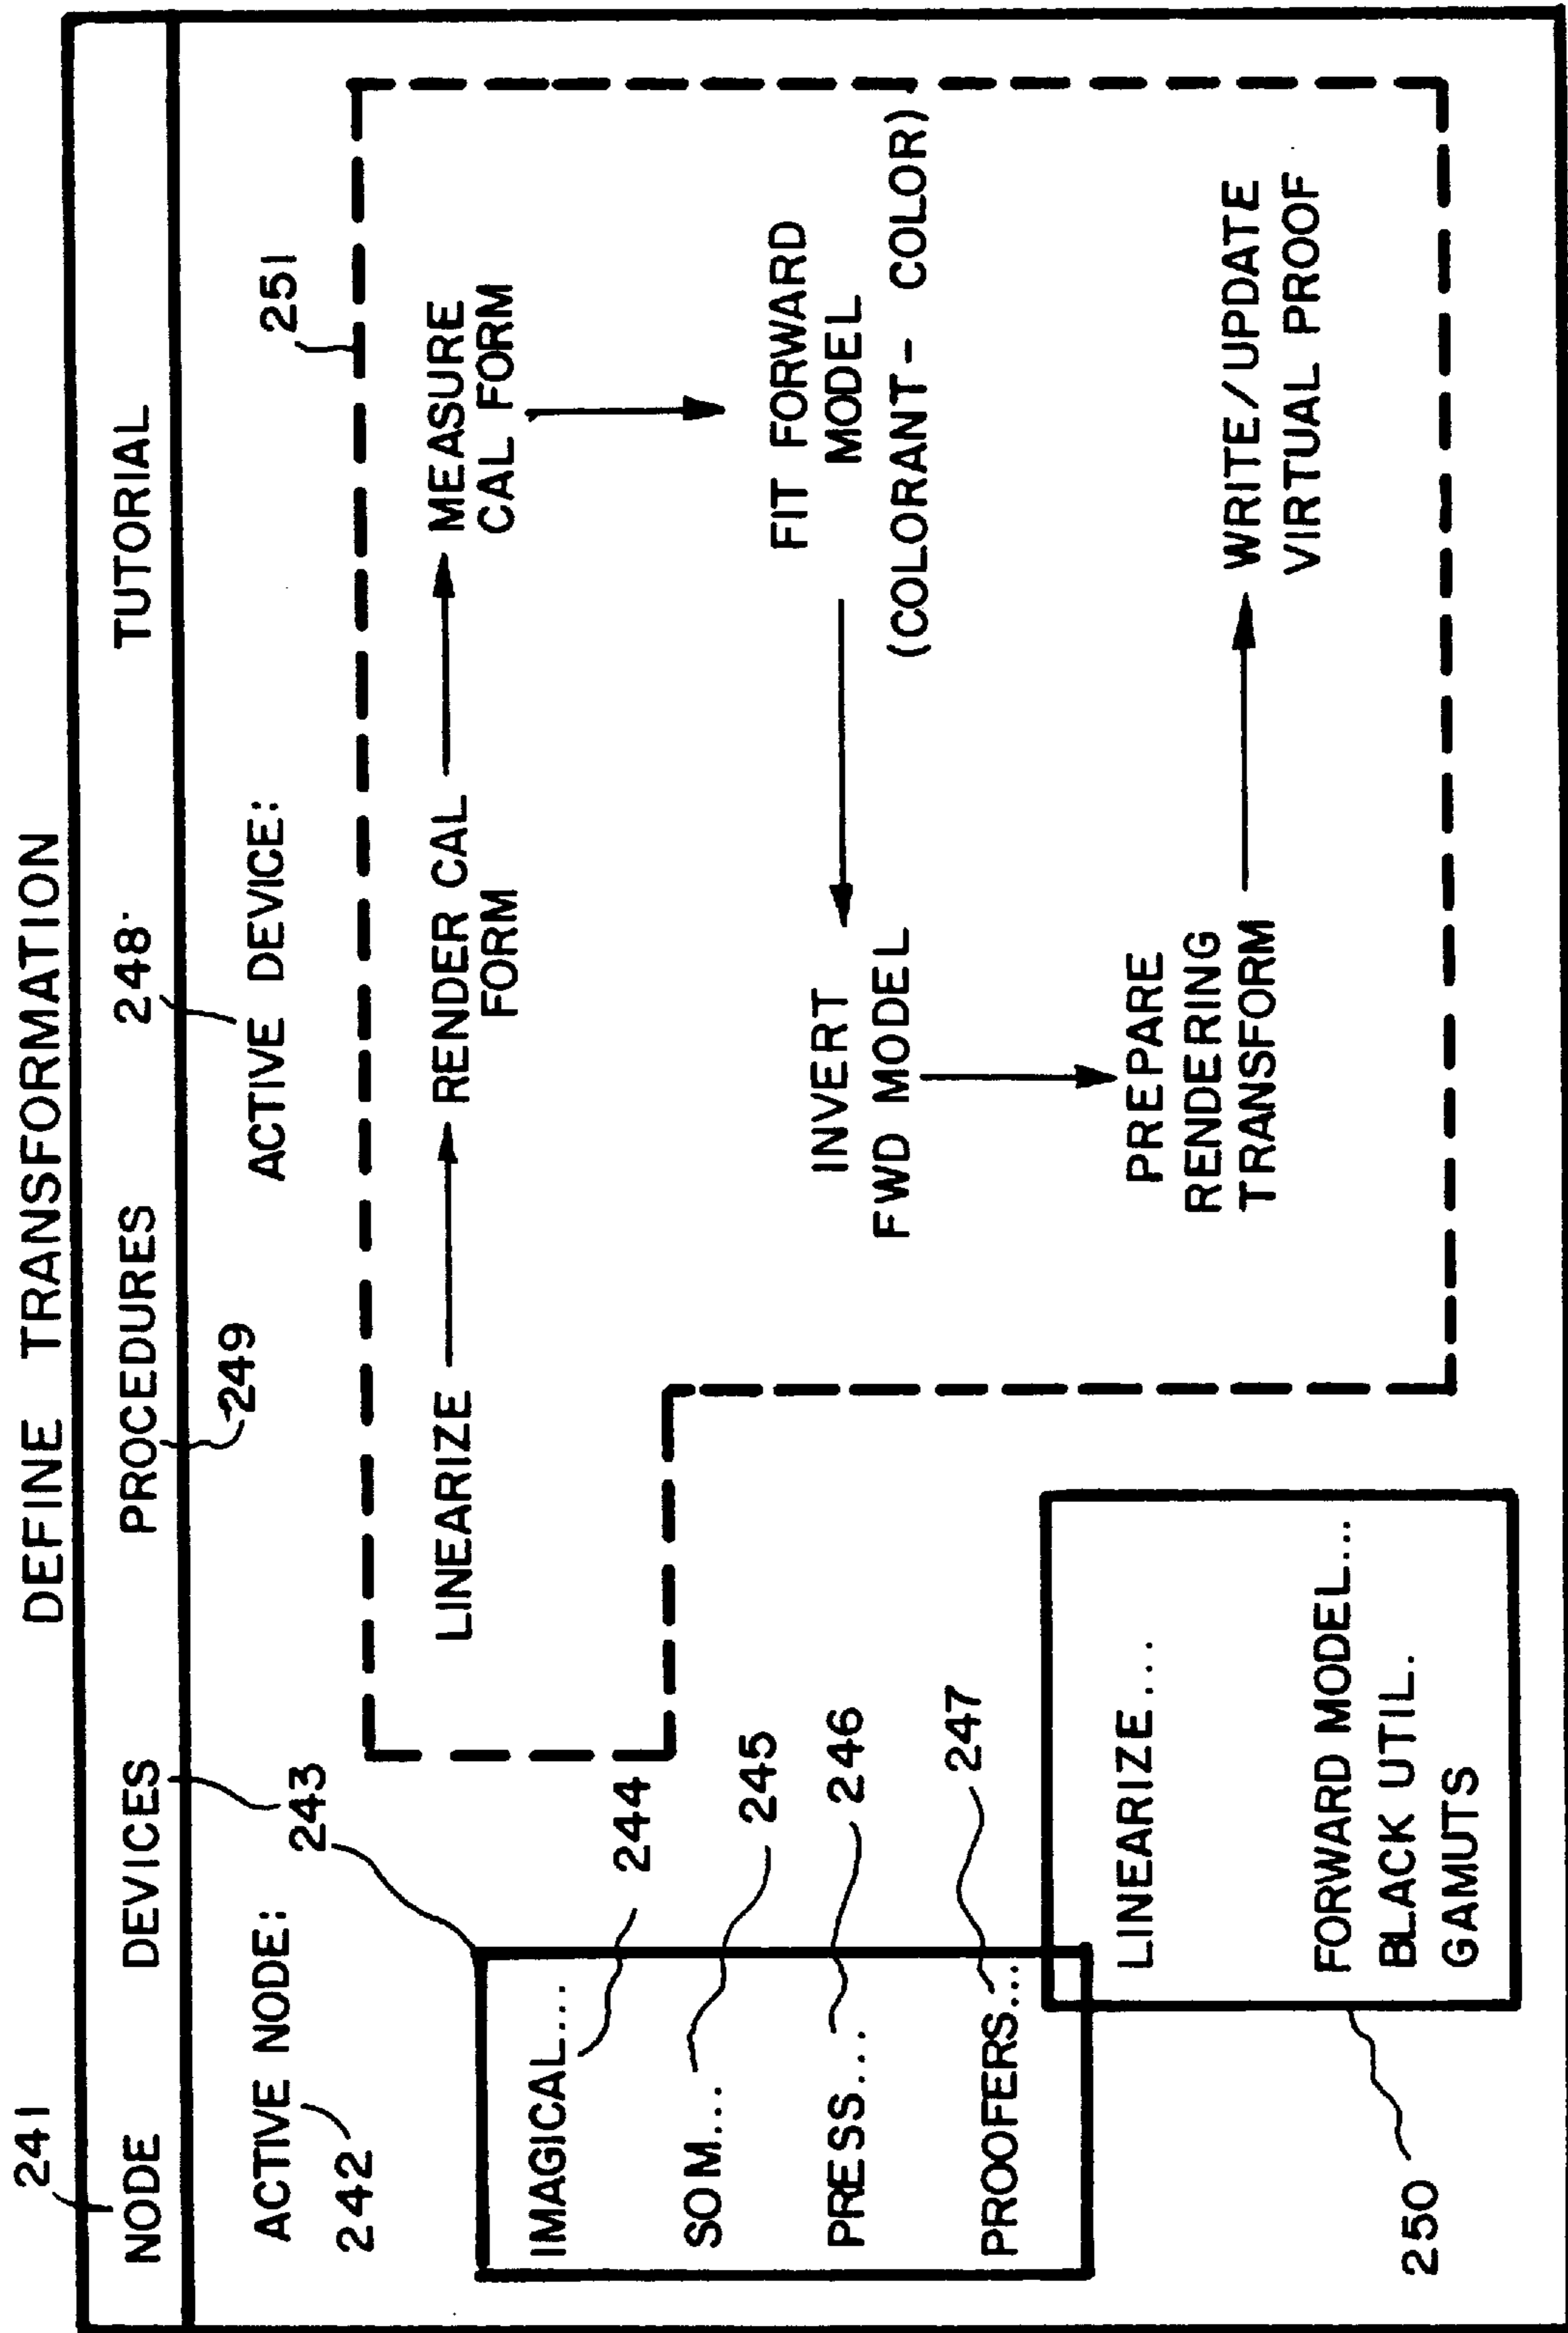 DEFINE TRANSFORMATION
241
NODE DEVICES PROCEDURES TUTORIAL
248
249
243
ACTIVE NODE:
242
ACTIVE DEVICE:
251
IMAGICAL...
244
SOM...
245
PRESS....
246
PROOFERS...
247
LINEARIZE....
FORWARD MODEL....
BLACK UTIL.
GAMUTS
250
LINEARIZE
RENDER CAL
FORM
MEASURE
CAL FORM
FIT FORWARD
MODEL
(COLORANT- COLOR)
INVERT
FWD MODEL
PREPARE
RENDERING
TRANSFORM
WRITE/UPDATE
VIRTUAL PROOF